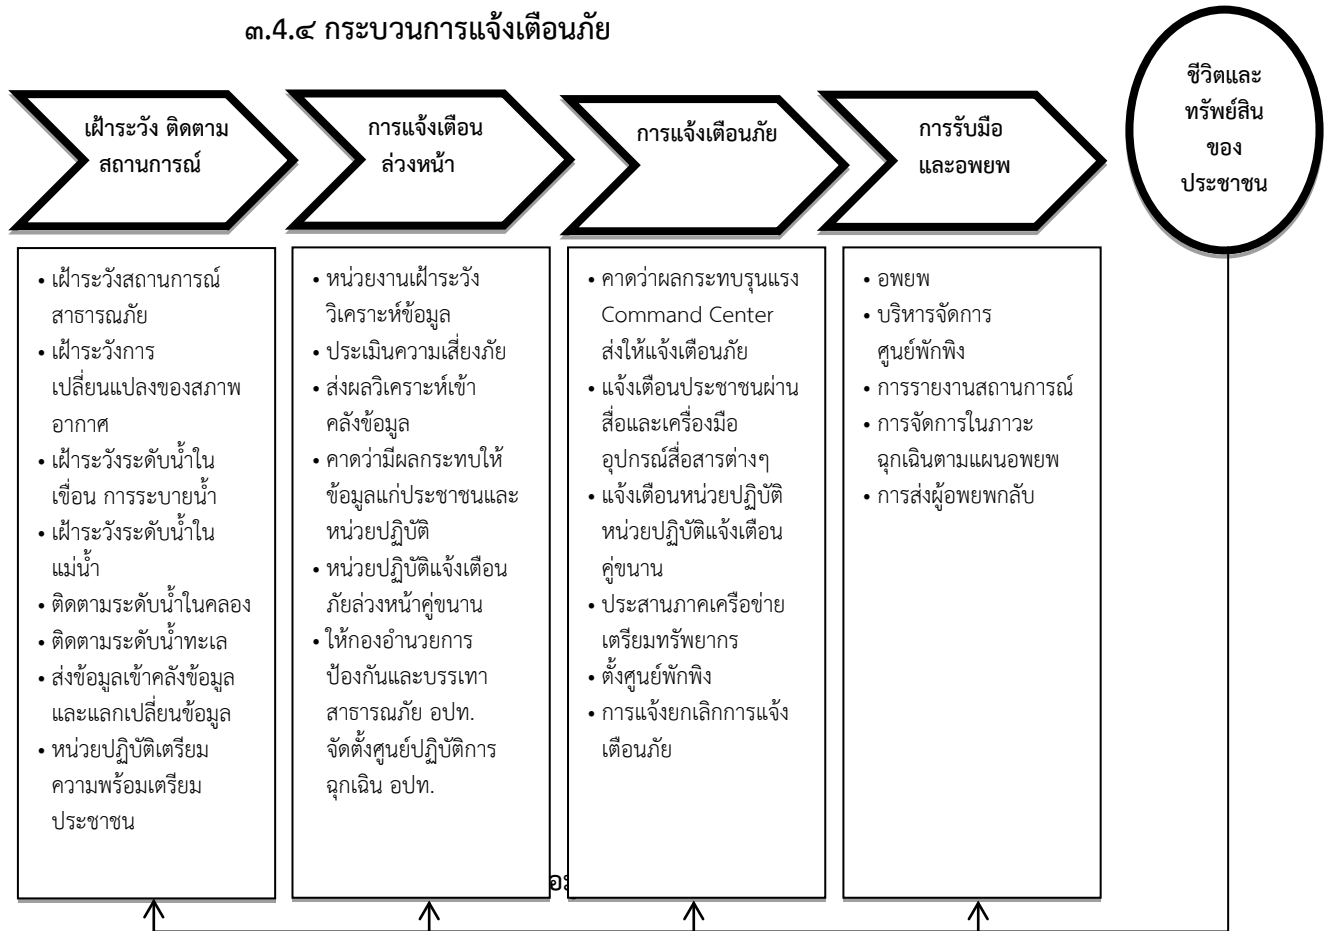 ๓.4.๔ กระบวนการแจ้งเตือนภัย
เฝ้าระวัง ติดตาม
สถานการณ์
การแจ้งเตือน
ล่วงหน้า
การแจ้งเตือนภัย
การรับมือ
และอพยพ
ชีวิตและ
ทรัพย์สิน
ของ
ประชาชน
• เฝ้าระวังสถานการณ์
สาธารณภัย
• เฝ้าระวังการ
เปลี่ยนแปลงของสภาพ
อากาศ
• เฝ้าระวังระดับน้ำใน
เขื่อน การระบายน้ำ
• เฝ้าระวังระดับน้ำใน
แม่น้ำ
• ติดตามระดับน้ำในคลอง
• ติดตามระดับน้ำทะเล
• ส่งข้อมูลเข้าคลังข้อมูล
และแลกเปลี่ยนข้อมูล
• หน่วยปฏิบัติเตรียม
ความพร้อมเตรียม
ประชาชน
• หน่วยงานเฝ้าระวัง
วิเคราะห์ข้อมูล
• ประเมินความเสี่ยงภัย
• ส่งผลวิเคราะห์เข้า
คลังข้อมูล
• คาดว่ามีผลกระทบให้
ข้อมูลแก่ประชาชนและ
หน่วยปฏิบัติ
• หน่วยปฏิบัติแจ้งเตือน
ภัยล่วงหน้าคู่ขนาน
• ให้กองอำนวยการ
ป้องกันและบรรเทา
สาธารณภัย อปท.
จัดตั้งศูนย์ปฏิบัติการ
ฉุกเฉิน อปท.
• คาดว่าผลกระทบรุนแรง
Command Center
ส่งให้แจ้งเตือนภัย
• แจ้งเตือนประชาชนผ่าน
สื่อและเครื่องมือ
อุปกรณ์สื่อสารต่างๆ
• แจ้งเตือนหน่วยปฏิบัติ
หน่วยปฏิบัติแจ้งเตือน
คู่ขนาน
• ประสานภาคเครือข่าย
เตรียมทรัพยากร
• ตั้งศูนย์พักพิง
• การแจ้งยกเลิกการแจ้ง
เตือนภัย
• อพยพ
• บริหารจัดการ
ศูนย์พักพิง
• การรายงานสถานการณ์
• การจัดการในภาวะ
ฉุกเฉินตามแผนอพยพ
• การส่งผู้อพยพกลับ